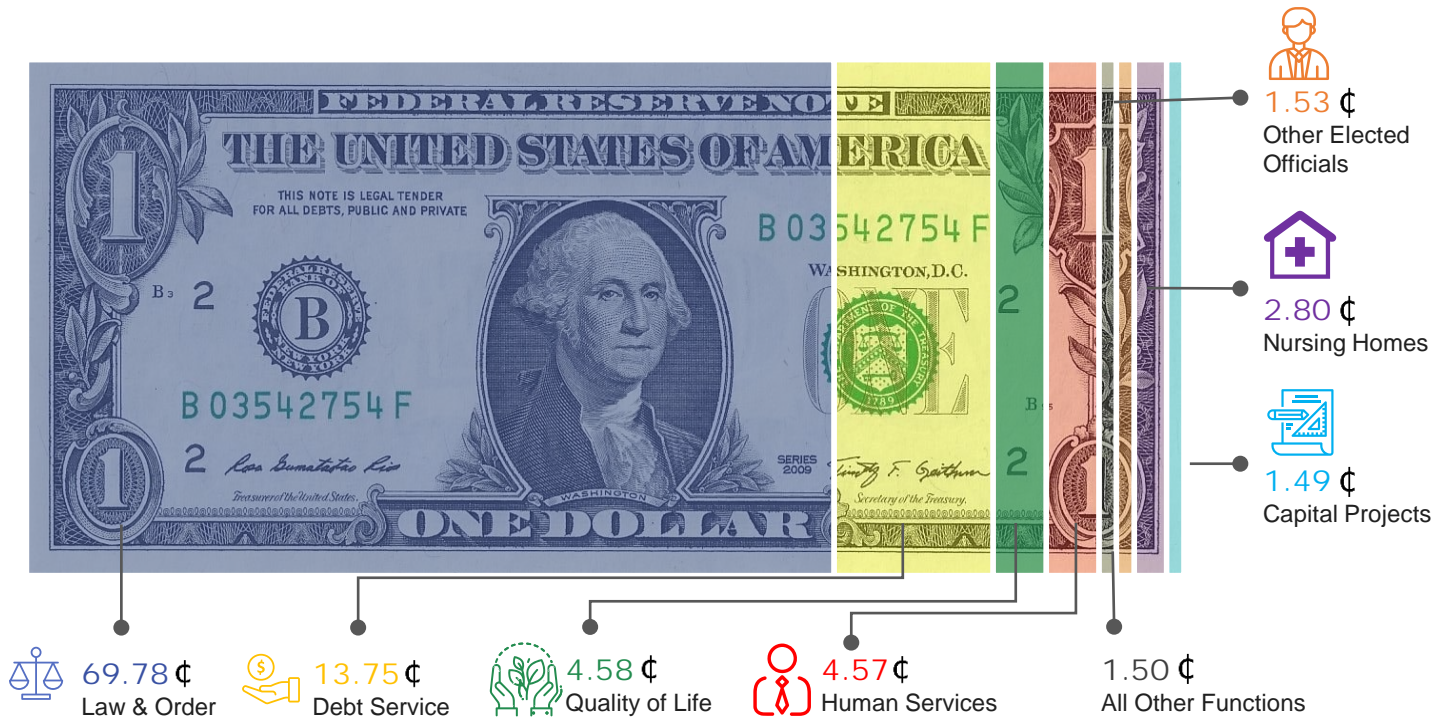 FEDERAL RESERVE NOTE
THE UNITED STATES OF AMERICA
THIS NOTE IS LEGAL TENDER
FOR ALL DEBTS, PUBLIC AND PRIVATE
B 03542754 F
WASHINGTON, D.C.
B3 2
2
B
B 03542754 F
2
2
SERIES
2009
1789
Treasurer of the United States.
Secretary of the Treasury.
WASHINGTON
ONE DOLLAR
1
1
1
1
ONE
1.53 ¢
Other Elected
Officials
2.80 ¢
Nursing Homes
1.49 ¢
Capital Projects
69.78 ¢
Law & Order
$
13.75 ¢
Debt Service
4.58 ¢
Quality of Life
4.57 ¢
Human Services
1.50 ¢
All Other Functions